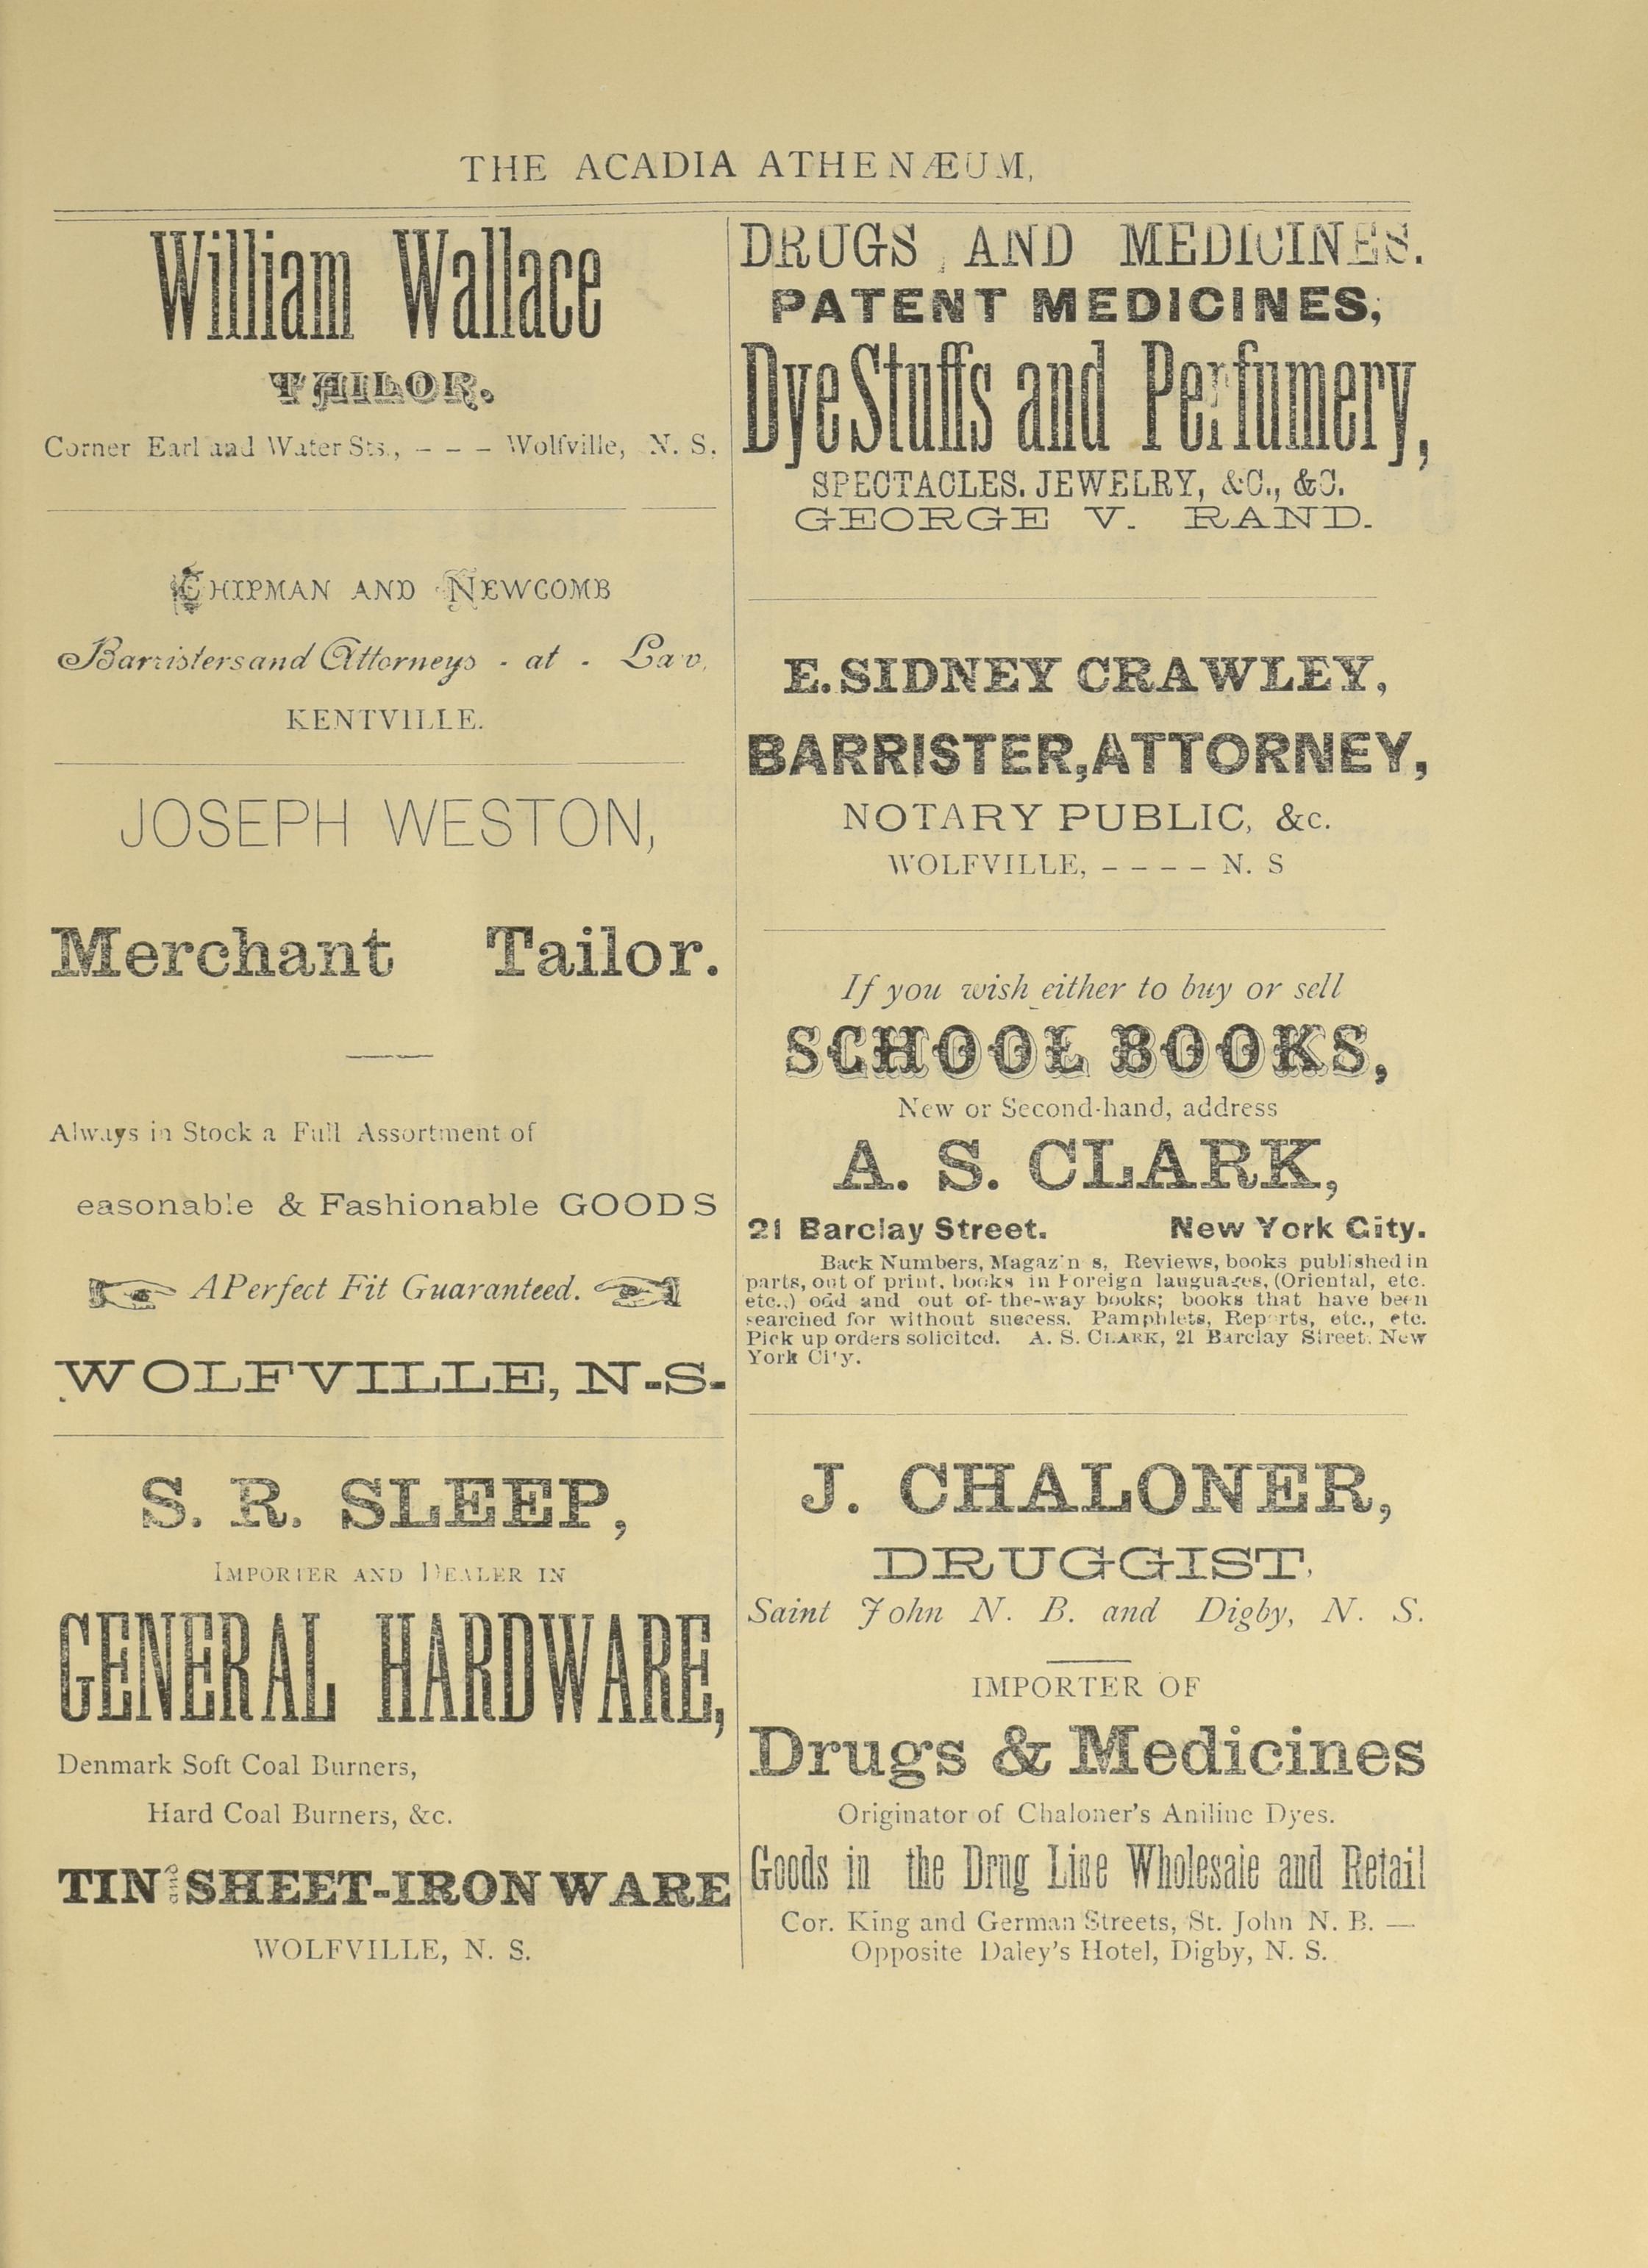 THE ACADIA ATHENÆUM,
William Wallace
TAILOR.
Corner Earl and Water Sts., – – – Wolfville, N. S.
CHIPMAN AND NEWCOMB
Barristers and Attorneys - at - Law,
KENTVILLE.
JOSEPH WESTON,
Merchant Tailor.
Always in Stock a Full Assortment of
easonable & Fashionable GOODS
A Perfect Fit Guaranteed.
WOLFVILLE, N.S.
S. R. SLEEP,
IMPORTER AND DEALER IN
GENERAL HARDWARE,
Denmark Soft Coal Burners,
Hard Coal Burners, &c.
TIN and SHEET-IRON WARE
WOLFVILLE, N. S.
DRUGS AND MEDICINES.
PATENT MEDICINES,
Dye Stuffs and Perfumery,
SPECTACLES. JEWELRY, &C., &C.
GEORGE V. RAND.
E. SIDNEY CRAWLEY,
BARRISTER, ATTORNEY,
NOTARY PUBLIC, &c.
WOLFVILLE, – – – – N. S
If you wish either to buy or sell
SCHOOL BOOKS,
New or Second-hand, address
A. S. CLARK,
21 Barclay Street. New York City.
Back Numbers, Magaz'n s, Reviews, books published in
parts, out of print, books in Foreign languages, (Oriental, etc.
etc.,) odd and out of-the-way books; books that have been
searched for without success. Pamphlets, Reports, etc., etc.
Pick up orders solicited. A. S. CLARK, 21 Barclay Street, New
York City.
J. CHALONER,
DRUGGIST,
Saint John N. B. and Digby, N. S.
IMPORTER OF
Drugs & Medicines
Originator of Chaloner's Aniline Dyes.
Goods in the Drug Line Wholesale and Retail
Cor. King and German Streets, St. John N. B. —
Opposite Daley's Hotel, Digby, N. S.